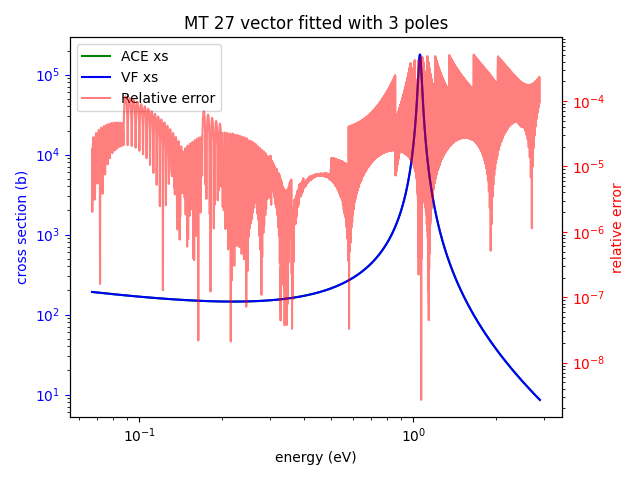 MT 27 vector fitted with 3 poles
ACE xs
VF xs
Relative error
cross section (b)
10⁵
10⁴
10³
10²
10¹
10⁻⁴
10⁻⁵
10⁻⁶
10⁻⁷
10⁻⁸
relative error
10⁻¹
10⁰
energy (eV)